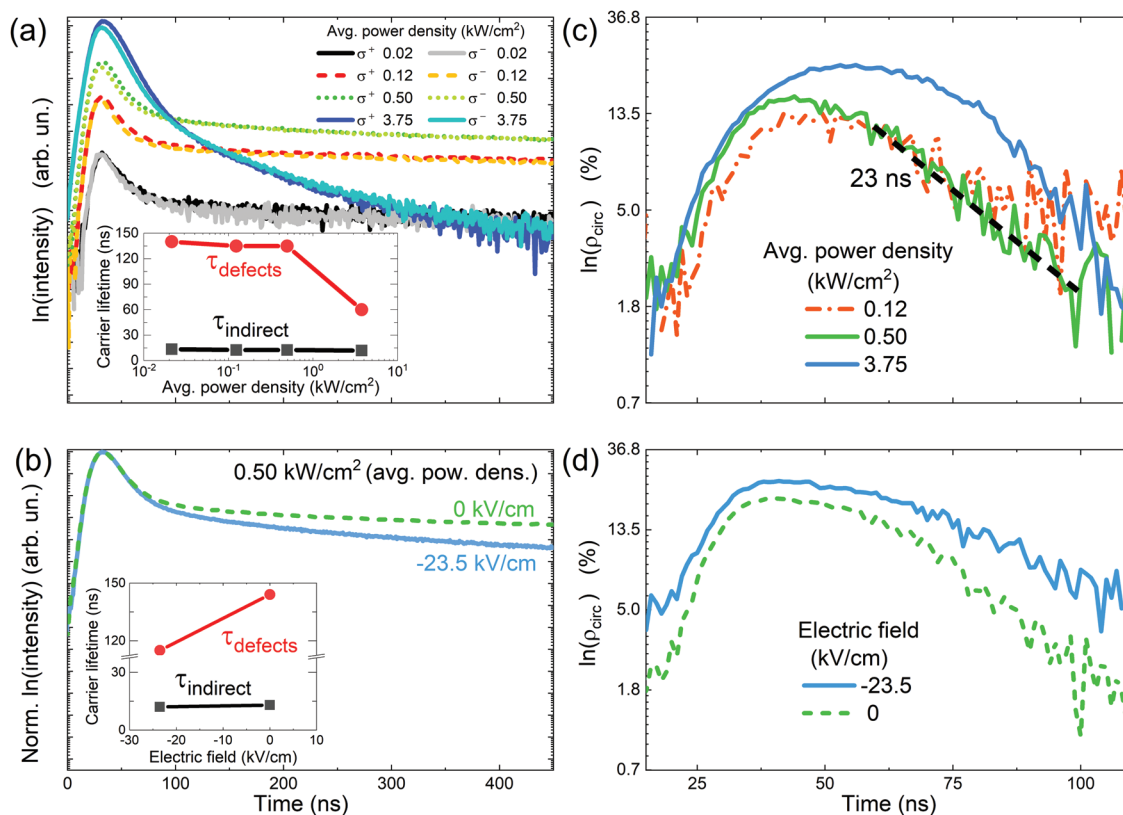 (a)
ln(intensity) (arb. un.)
Avg. power density (kW/cm²)
σ⁺ 0.02 σ⁻ 0.02
σ⁺ 0.12 σ⁻ 0.12
σ⁺ 0.50 σ⁻ 0.50
σ⁺ 3.75 σ⁻ 3.75
Carrier lifetime (ns)
150
120
90
60
30
0
τdefects
τindirect
10⁻² 10⁻¹ 10⁰ 10¹
Avg. power density (kW/cm²)
(c)
ln(ρcirc) (%)
36.8
13.5
5.0
1.8
0.7
23 ns
Avg. power density
(kW/cm²)
0.12
0.50
3.75
(b)
Norm. ln(intensity) (arb. un.)
0.50 kW/cm² (avg. pow. dens.)
0 kV/cm
-23.5 kV/cm
Carrier lifetime (ns)
150
120
30
15
0
τdefects
τindirect
-30 -20 -10 0 10
Electric field (kV/cm)
0 100 200 300 400
Time (ns)
(d)
ln(ρcirc) (%)
36.8
13.5
5.0
1.8
0.7
Electric field
(kV/cm)
-23.5
0
25 50 75 100
Time (ns)